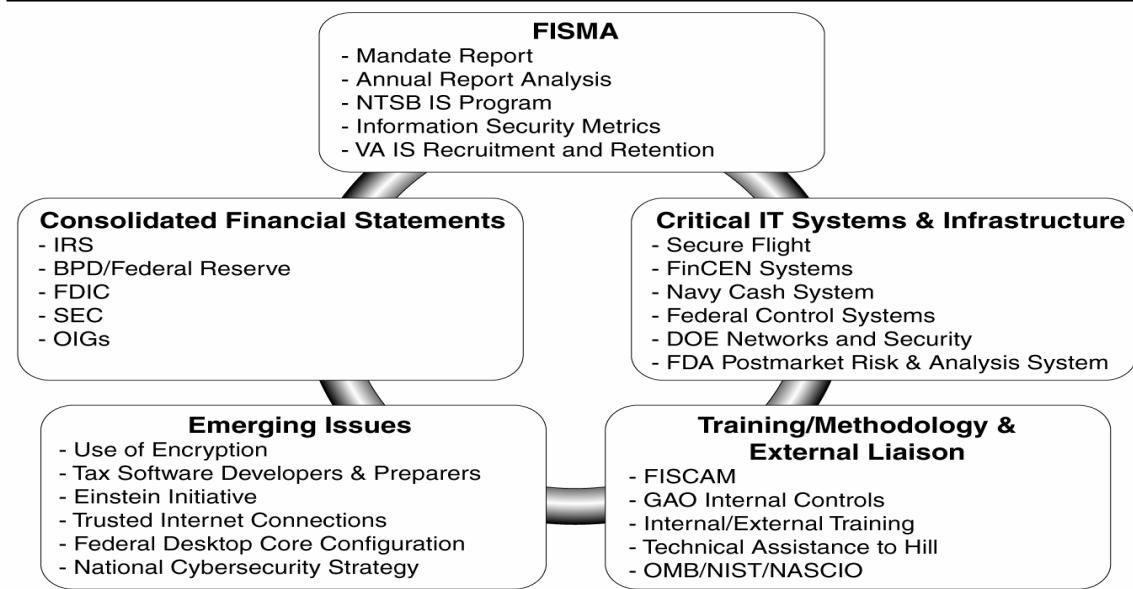 FISMA
- Mandate Report
- Annual Report Analysis
- NTSB IS Program
- Information Security Metrics
- VA IS Recruitment and Retention
Consolidated Financial Statements
- IRS
- BPD/Federal Reserve
- FDIC
- SEC
- OIGs
Critical IT Systems & Infrastructure
- Secure Flight
- FinCEN Systems
- Navy Cash System
- Federal Control Systems
- DOE Networks and Security
- FDA Postmarket Risk & Analysis System
Emerging Issues
- Use of Encryption
- Tax Software Developers & Preparers
- Einstein Initiative
- Trusted Internet Connections
- Federal Desktop Core Configuration
- National Cybersecurity Strategy
Training/Methodology &
External Liaison
- FISCAM
- GAO Internal Controls
- Internal/External Training
- Technical Assistance to Hill
- OMB/NIST/NASCIO